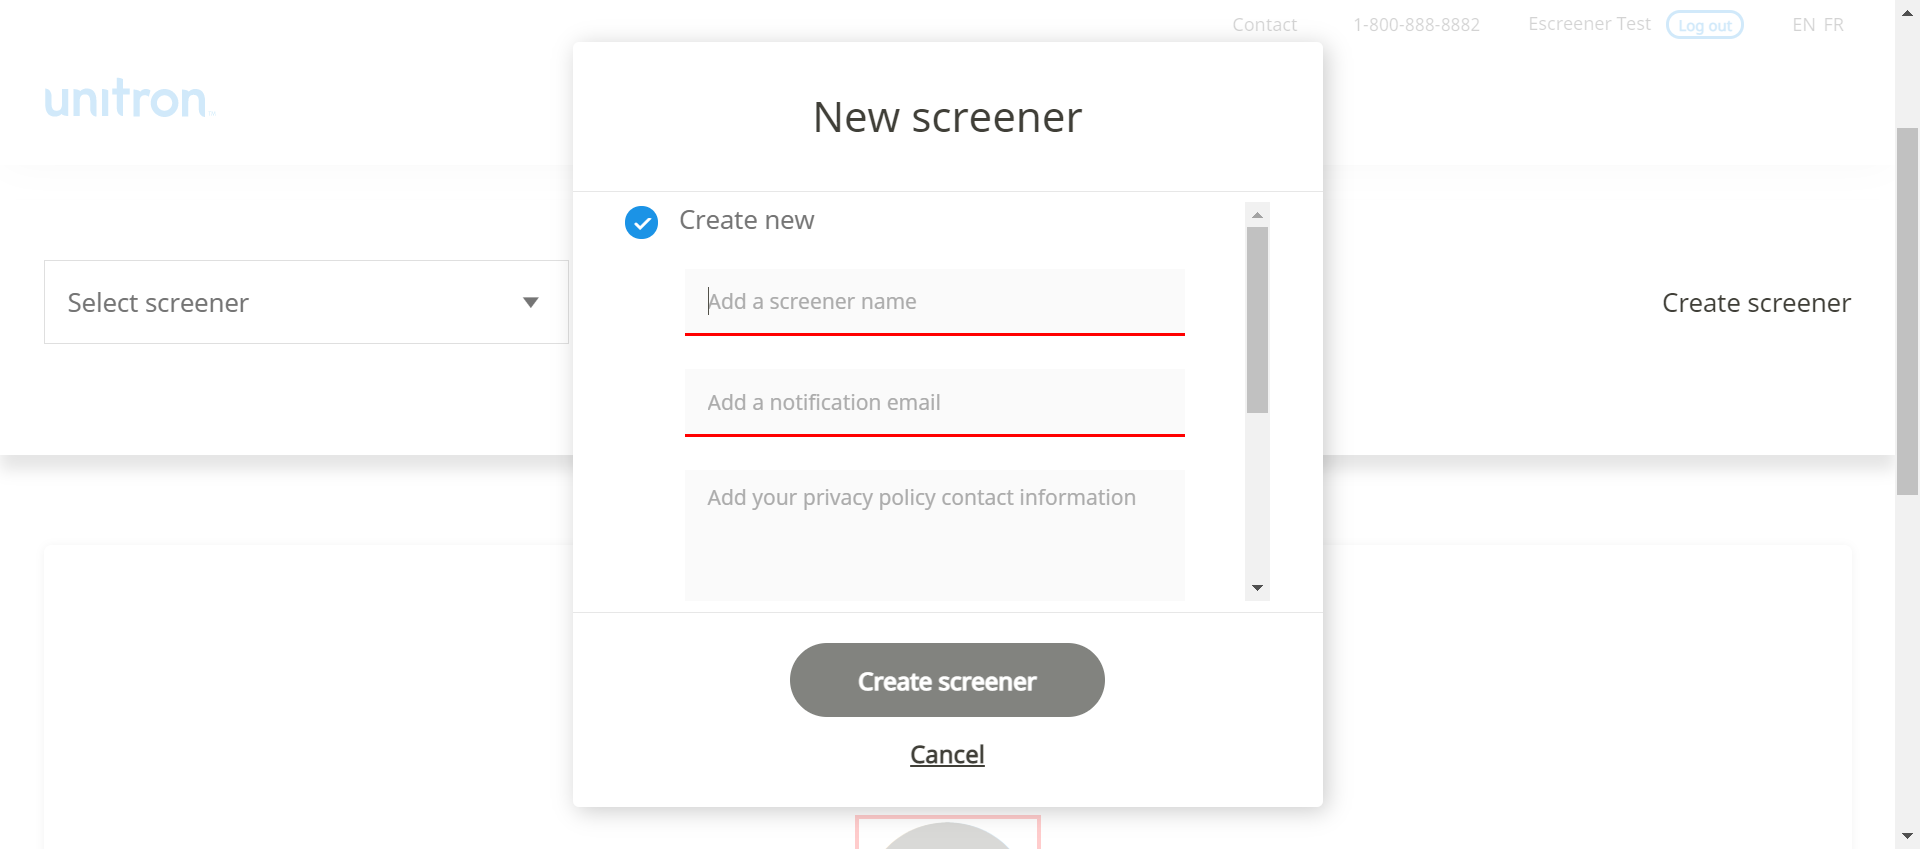 Contact 1-800-888-8882 Escreener Test Log out EN FR
unitron
New screener
Create new
Select screener
Add a screener name
Create screener
Add a notification email
Add your privacy policy contact information
Create screener
Cancel